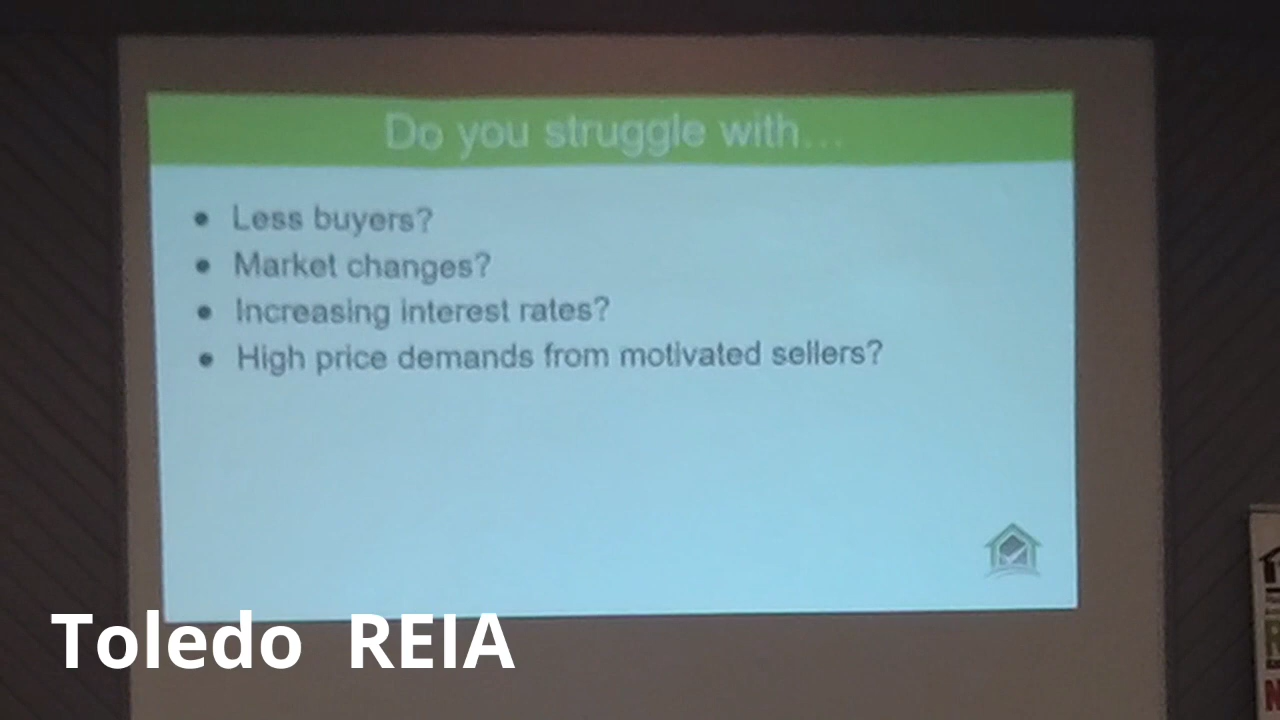 Do you struggle with...
• Less buyers?
• Market changes?
• Increasing interest rates?
• High price demands from motivated sellers?
Toledo REIA